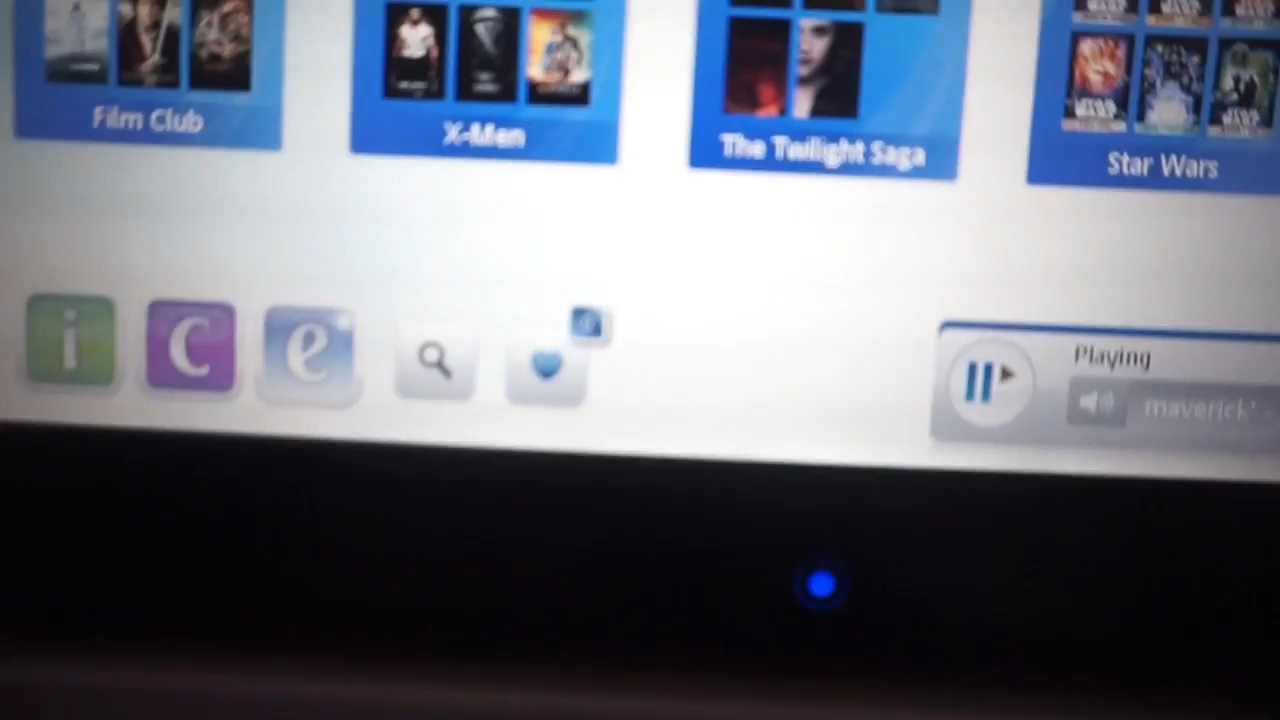 Film Club
X-Men
The Twilight Saga
Star Wars
i
c
e
Playing
maverick' -